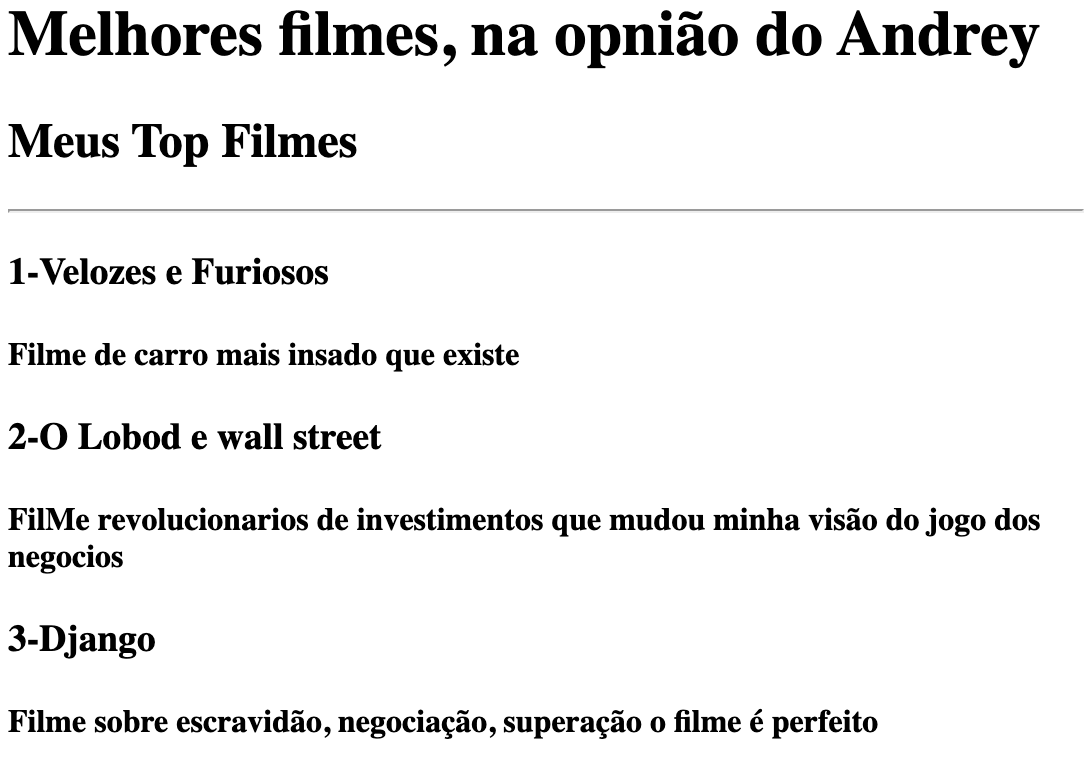 Melhores filmes, na opnião do Andrey
Meus Top Filmes
1-Velozes e Furiosos
Filme de carro mais insado que existe
2-O Lobod e wall street
FilMe revolucionarios de investimentos que mudou minha visão do jogo dos
negocios
3-Django
Filme sobre escravidão, negociação, superação o filme é perfeito